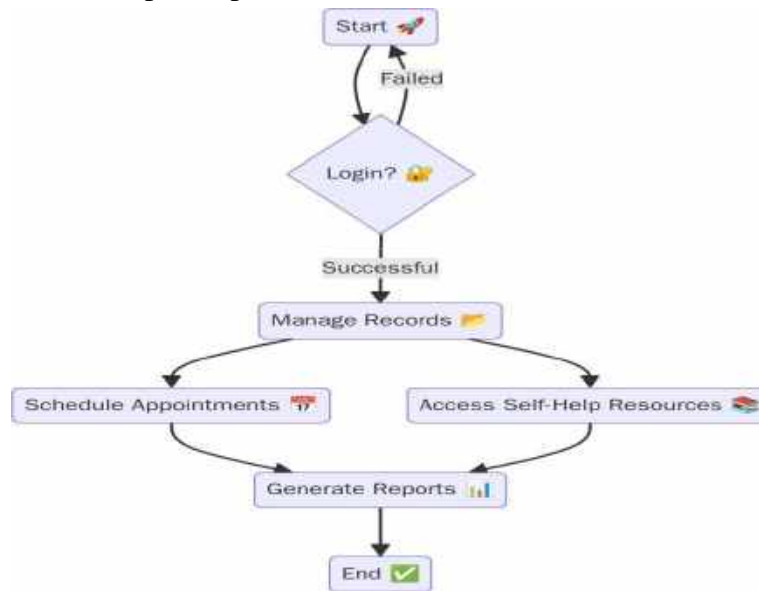 Start 🚀
Failed
Login? 🔐
Successful
Manage Records 📂
Schedule Appointments 📅
Access Self-Help Resources 📚
Generate Reports 📊
End ✅